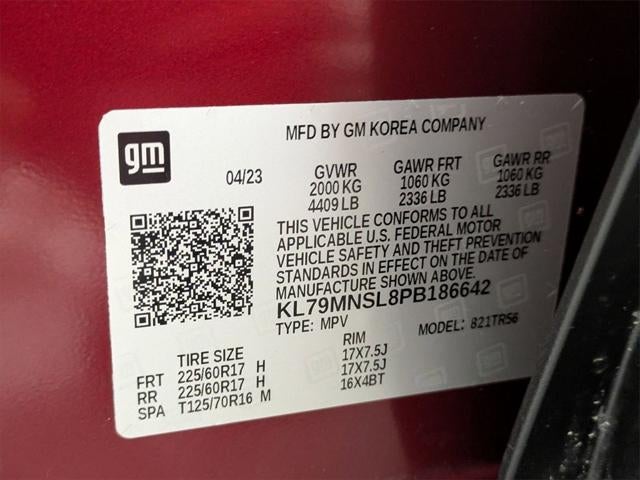 MFD BY GM KOREA COMPANY
gm
04/23
GVWR GAWR FRT GAWR RR
2000 KG 1060 KG 1060 KG
4409 LB 2336 LB 2336 LB
THIS VEHICLE CONFORMS TO ALL
APPLICABLE U.S. FEDERAL MOTOR
VEHICLE SAFETY AND THEFT PREVENTION
STANDARDS IN EFFECT ON THE DATE OF
MANUFACTURE SHOWN ABOVE.
KL79MNSL8PB186642
TYPE: MPV MODEL: 821TR56
TIRE SIZE RIM
FRT 225/60R17 H 17X7.5J
RR 225/60R17 H 17X7.5J
SPA T125/70R16 M 16X4BT